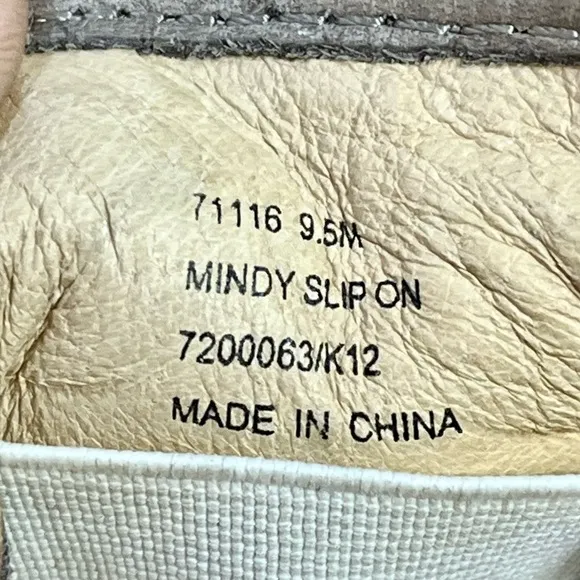 71116 9.5M
MINDY SLIP ON
7200063/K12
MADE IN CHINA